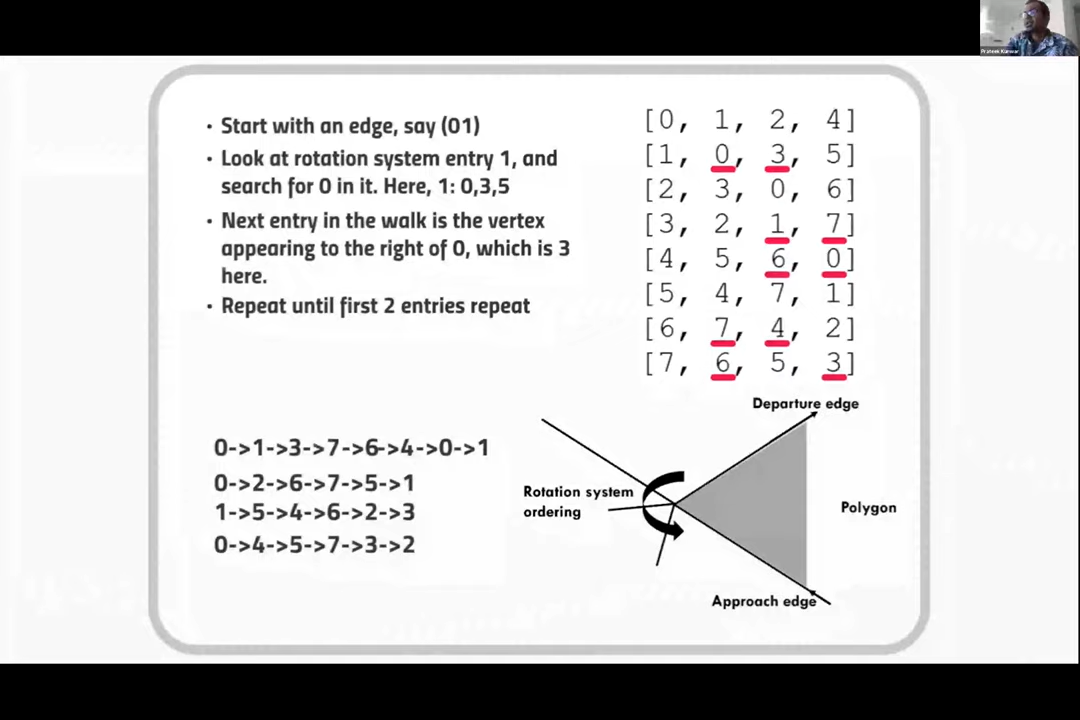 Prateek Kunwar
· Start with an edge, say (01)
· Look at rotation system entry 1, and
search for 0 in it. Here, 1: 0,3,5
· Next entry in the walk is the vertex
appearing to the right of 0, which is 3
here.
· Repeat until first 2 entries repeat
[0, 1, 2, 4]
[1, 0, 3, 5]
[2, 3, 0, 6]
[3, 2, 1, 7]
[4, 5, 6, 0]
[5, 4, 7, 1]
[6, 7, 4, 2]
[7, 6, 5, 3]
0->1->3->7->6->4->0->1
0->2->6->7->5->1
1->5->4->6->2->3
0->4->5->7->3->2
Departure edge
Rotation system
ordering
Polygon
Approach edge